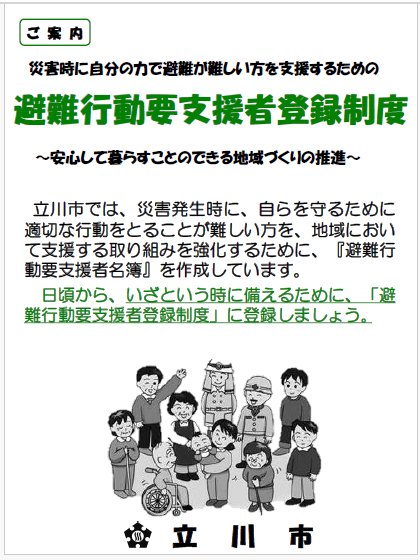 ご案内
災害時に自分の力で避難が難しい方を支援するための
避難行動要支援者登録制度
～安心して暮らすことのできる地域づくりの推進～
立川市では、災害発生時に、自らを守るために
適切な行動をとることが難しい方を、地域におい
て支援する取り組みを強化するために、『避難行
動要支援者名簿』を作成しています。
日頃から、いざという時に備えるために、「避
難行動要支援者登録制度」に登録しましょう。
立川市